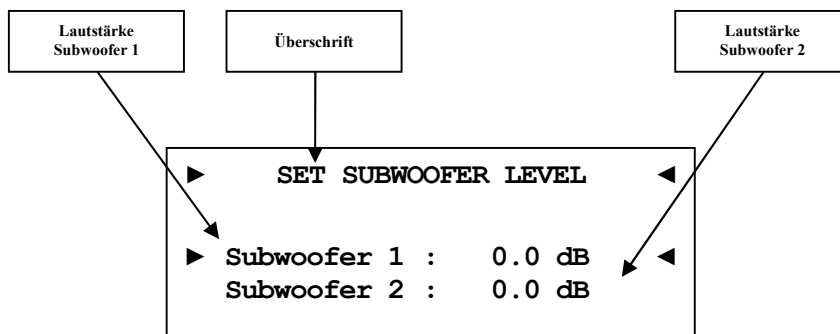 Lautstärke
Subwoofer 1
Überschrift
Lautstärke
Subwoofer 2
► SET SUBWOOFER LEVEL ◄
► Subwoofer 1 : 0.0 dB ◄
Subwoofer 2 : 0.0 dB